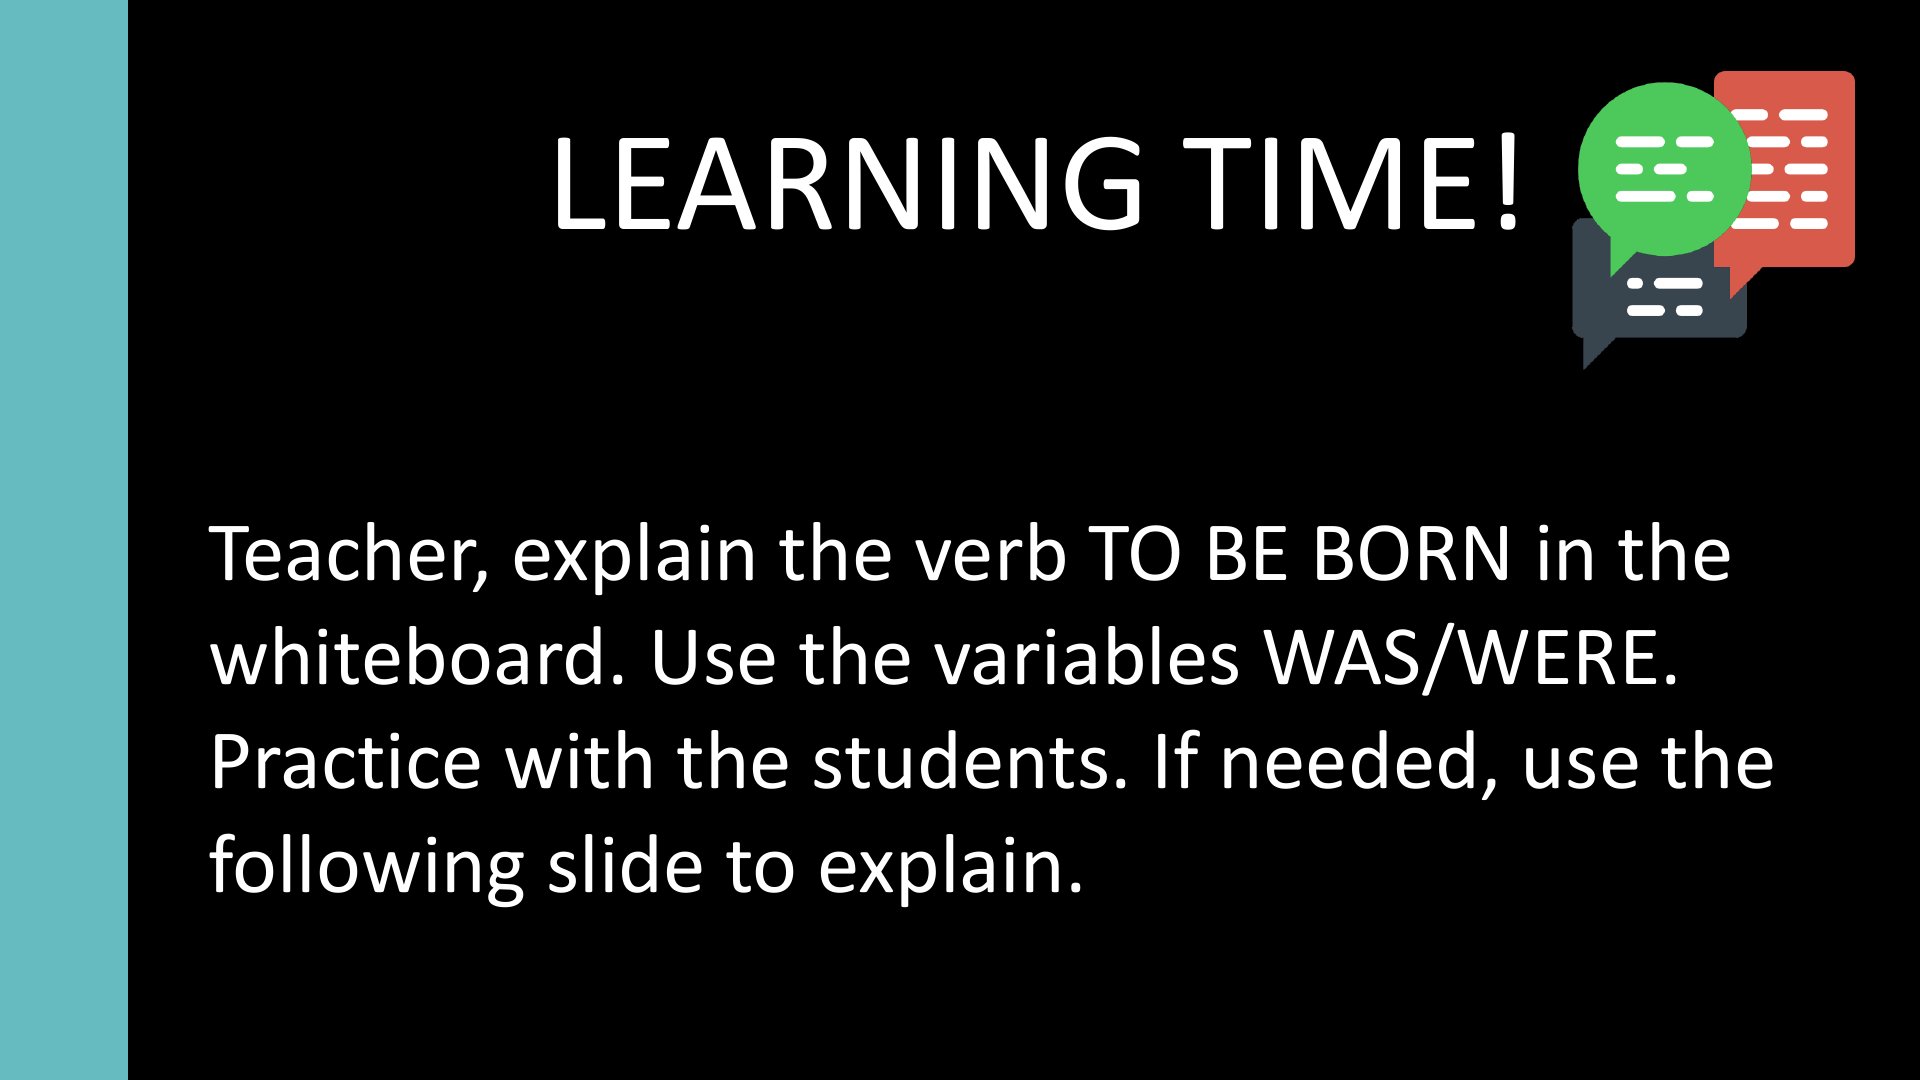 LEARNING TIME!
Teacher, explain the verb TO BE BORN in the
whiteboard. Use the variables WAS/WERE.
Practice with the students. If needed, use the
following slide to explain.